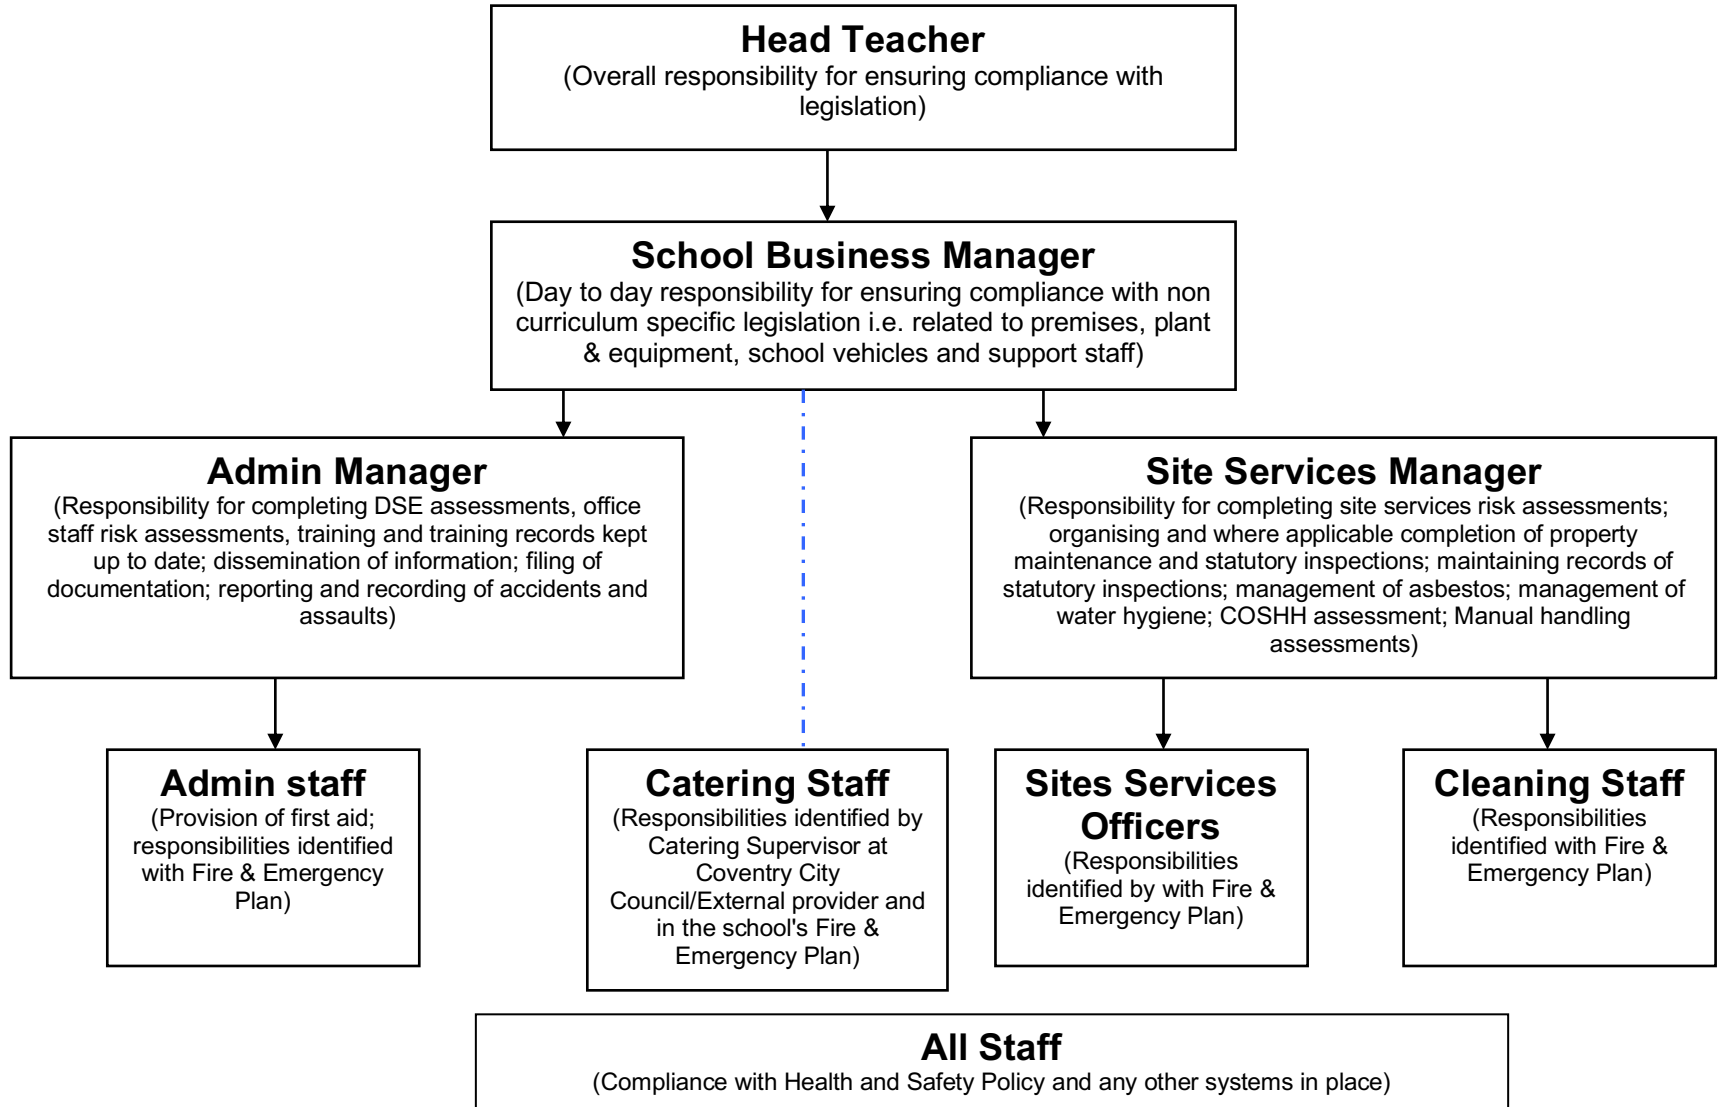 Head Teacher
(Overall responsibility for ensuring compliance with
legislation)
School Business Manager
(Day to day responsibility for ensuring compliance with non
curriculum specific legislation i.e. related to premises, plant
& equipment, school vehicles and support staff)
Admin Manager
(Responsibility for completing DSE assessments, office
staff risk assessments, training and training records kept
up to date; dissemination of information; filing of
documentation; reporting and recording of accidents and
assaults)
Site Services Manager
(Responsibility for completing site services risk assessments;
organising and where applicable completion of property
maintenance and statutory inspections; maintaining records of
statutory inspections; management of asbestos; management of
water hygiene; COSHH assessment; Manual handling
assessments)
Admin staff
(Provision of first aid;
responsibilities identified
with Fire & Emergency
Plan)
Catering Staff
(Responsibilities identified by
Catering Supervisor at
Coventry City
Council/External provider and
in the school's Fire &
Emergency Plan)
Sites Services
Officers
(Responsibilities
identified by with Fire &
Emergency Plan)
Cleaning Staff
(Responsibilities
identified with Fire &
Emergency Plan)
All Staff
(Compliance with Health and Safety Policy and any other systems in place)